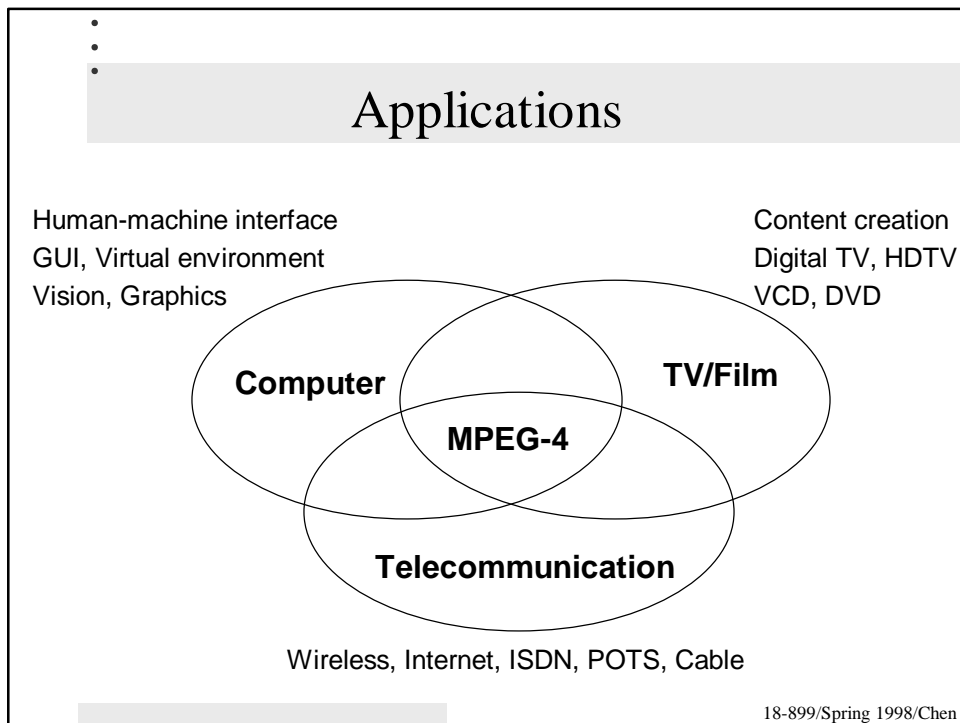 Applications
Human-machine interface
GUI, Virtual environment
Vision, Graphics
Content creation
Digital TV, HDTV
VCD, DVD
Computer
TV/Film
MPEG-4
Telecommunication
Wireless, Internet, ISDN, POTS, Cable
18-899/Spring 1998/Chen